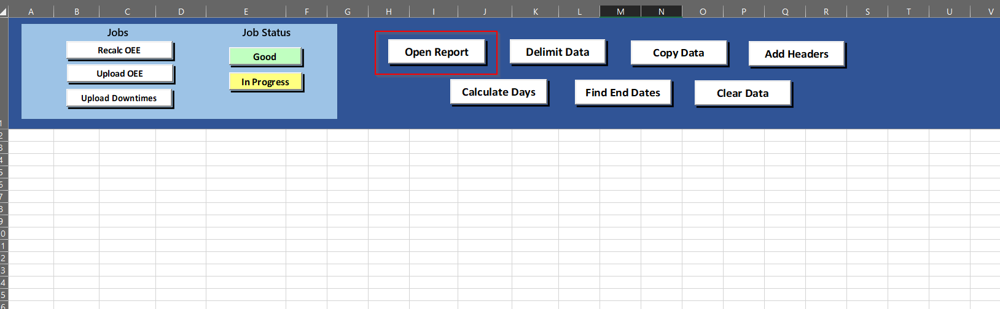 A B C D E F G H I J K L M N O P Q R S T U V
Jobs Job Status
Recalc OEE
Good
Upload OEE
In Progress
Upload Downtimes
Open Report Delimit Data Copy Data Add Headers
Calculate Days Find End Dates Clear Data
1
2
3
4
5
6
7
8
9
0
1
2
3
4
5
6